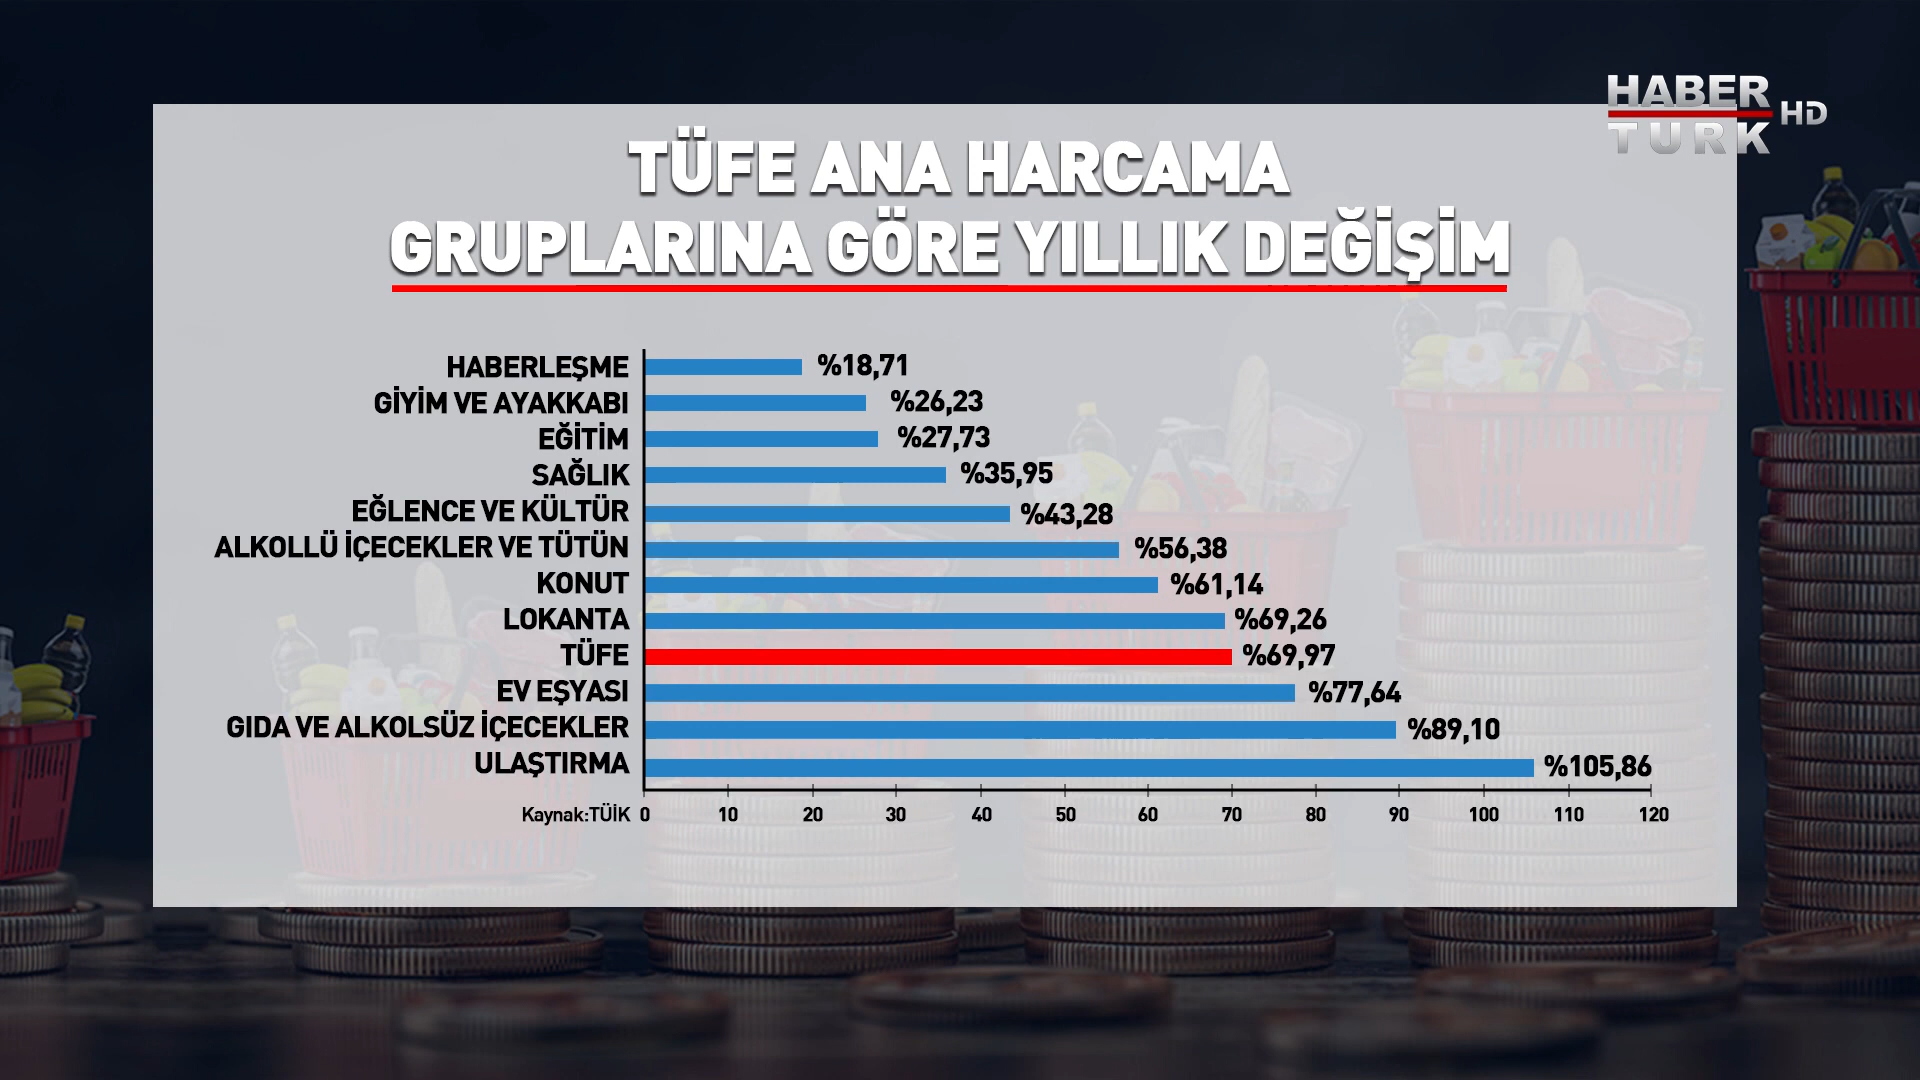 HABER
TURK HD
TÜFE ANA HARCAMA
GRUPLARINA GÖRE YILLIK DEĞİŞİM
HABERLEŞME %18,71
GİYİM VE AYAKKABI %26,23
EĞİTİM %27,73
SAĞLIK %35,95
EĞLENCE VE KÜLTÜR %43,28
ALKOLLÜ İÇECEKLER VE TÜTÜN %56,38
KONUT %61,14
LOKANTA %69,26
TÜFE %69,97
EV EŞYASI %77,64
GIDA VE ALKOLSÜZ İÇECEKLER %89,10
ULAŞTIRMA %105,86
Kaynak:TÜİK 0 10 20 30 40 50 60 70 80 90 100 110 120